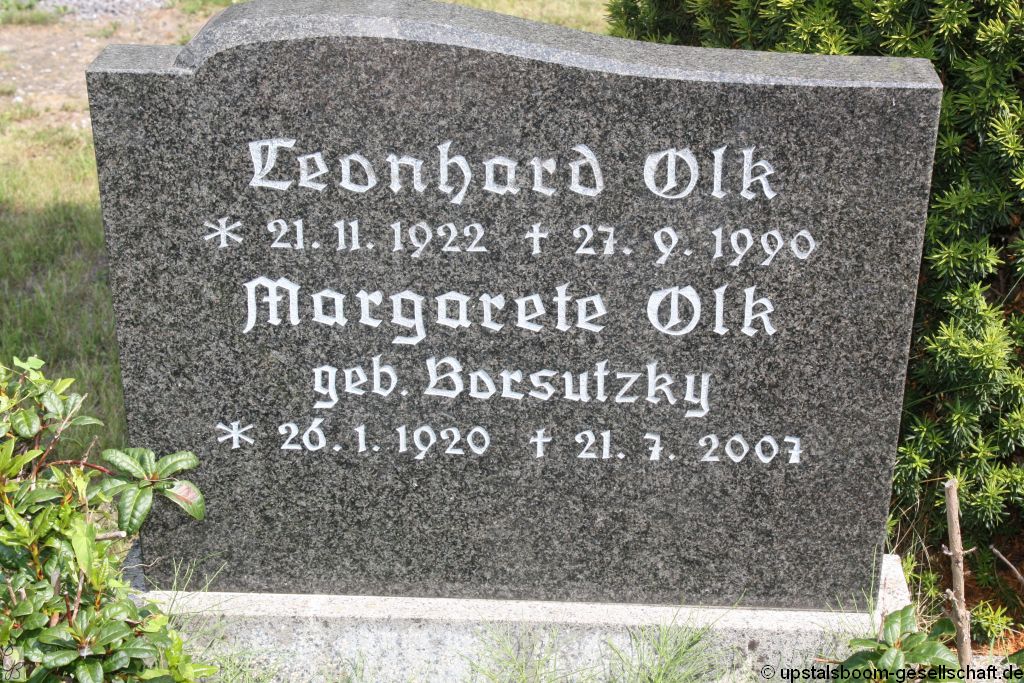 Leonhard Olk
* 21. 11. 1922 † 27. 9. 1990
Margarete Olk
geb. Borsutzky
* 26. 1. 1920 † 21. 7. 2007
© upstalsboom-gesellschaft.de